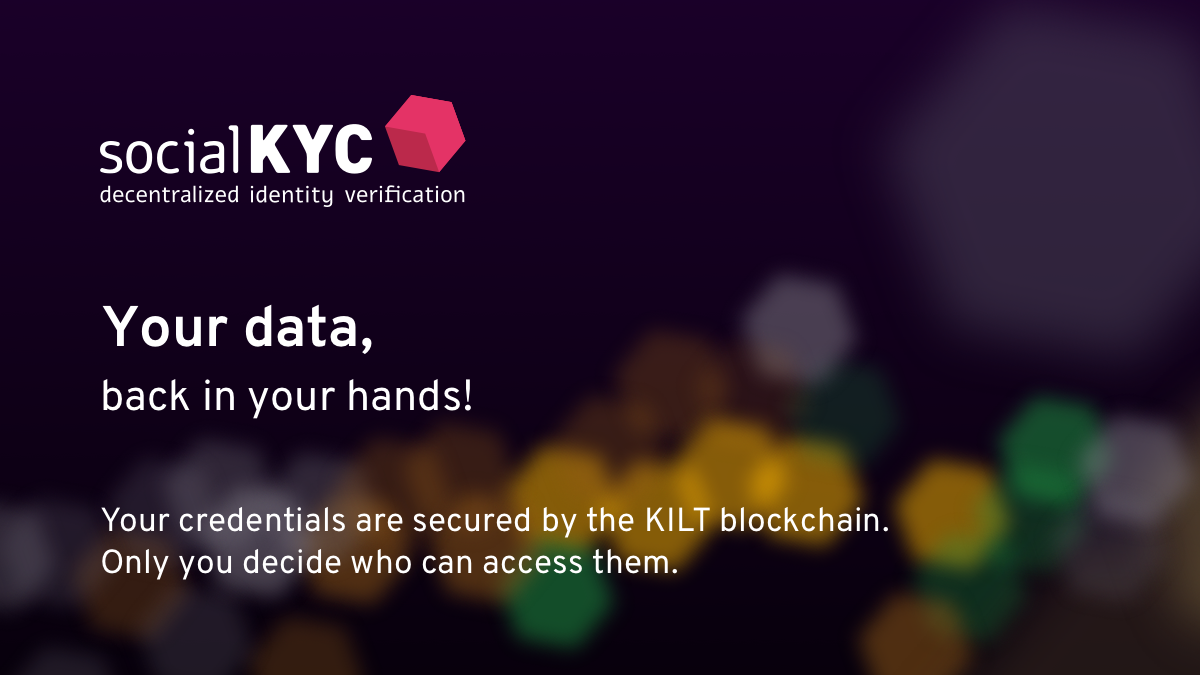 socialKYC
decentralized identity verification
Your data,
back in your hands!
Your credentials are secured by the KILT blockchain.
Only you decide who can access them.